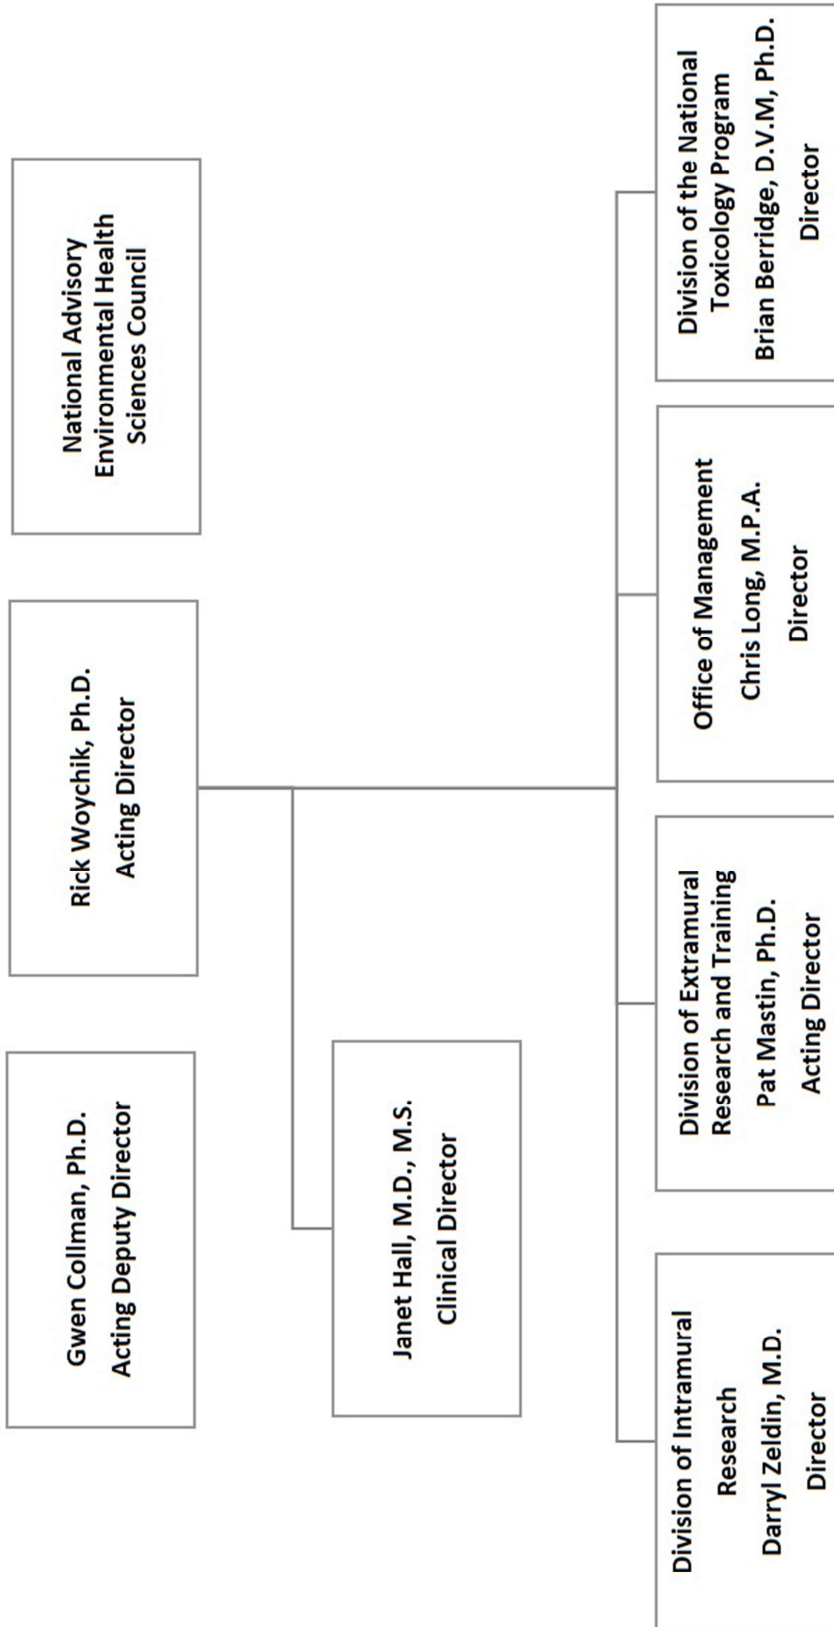 Gwen Collman, Ph.D.
Acting Deputy Director
Rick Woychik, Ph.D.
Acting Director
National Advisory
Environmental Health
Sciences Council
Janet Hall, M.D., M.S.
Clinical Director
Division of Intramural
Research
Darryl Zeldin, M.D.
Director
Division of Extramural
Research and Training
Pat Mastin, Ph.D.
Acting Director
Office of Management
Chris Long, M.P.A.
Director
Division of the National
Toxicology Program
Brian Berridge, D.V.M, Ph.D.
Director